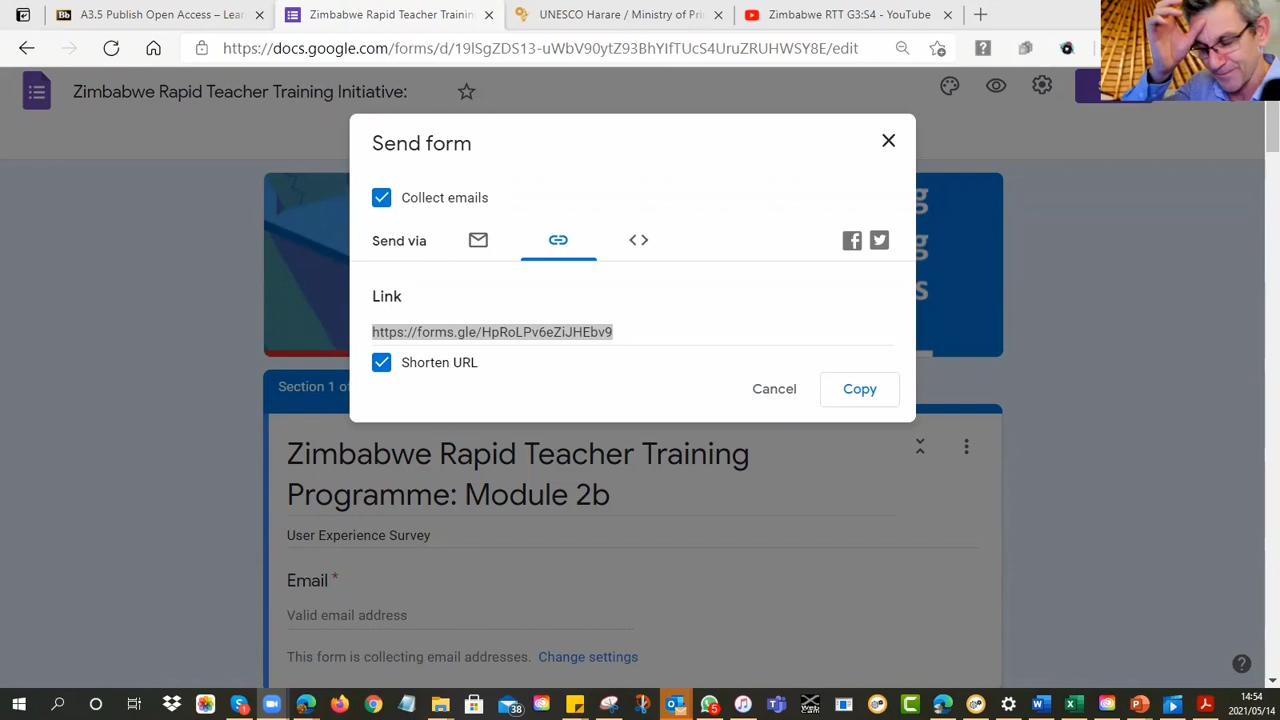 A3.5 Publish Open Access – Lear
Zimbabwe Rapid Teacher Trainin
UNESCO Harare / Ministry of Pri
Zimbabwe RTT G3:S4 - YouTube
https://docs.google.com/forms/d/19lSgZDS13-uWbV90ytZ93BhYIfTUcS4UruZRUHWSY8E/edit
Zimbabwe Rapid Teacher Training Initiative:
Send form
Collect emails
Send via
Link
https://forms.gle/HpRoLPv6eZiJHEbv9
Shorten URL
Cancel
Copy
g
g
s
Section 1 of
Zimbabwe Rapid Teacher Training
Programme: Module 2b
User Experience Survey
Email *
Valid email address
This form is collecting email addresses. Change settings
38
5
14:54
2021/05/14